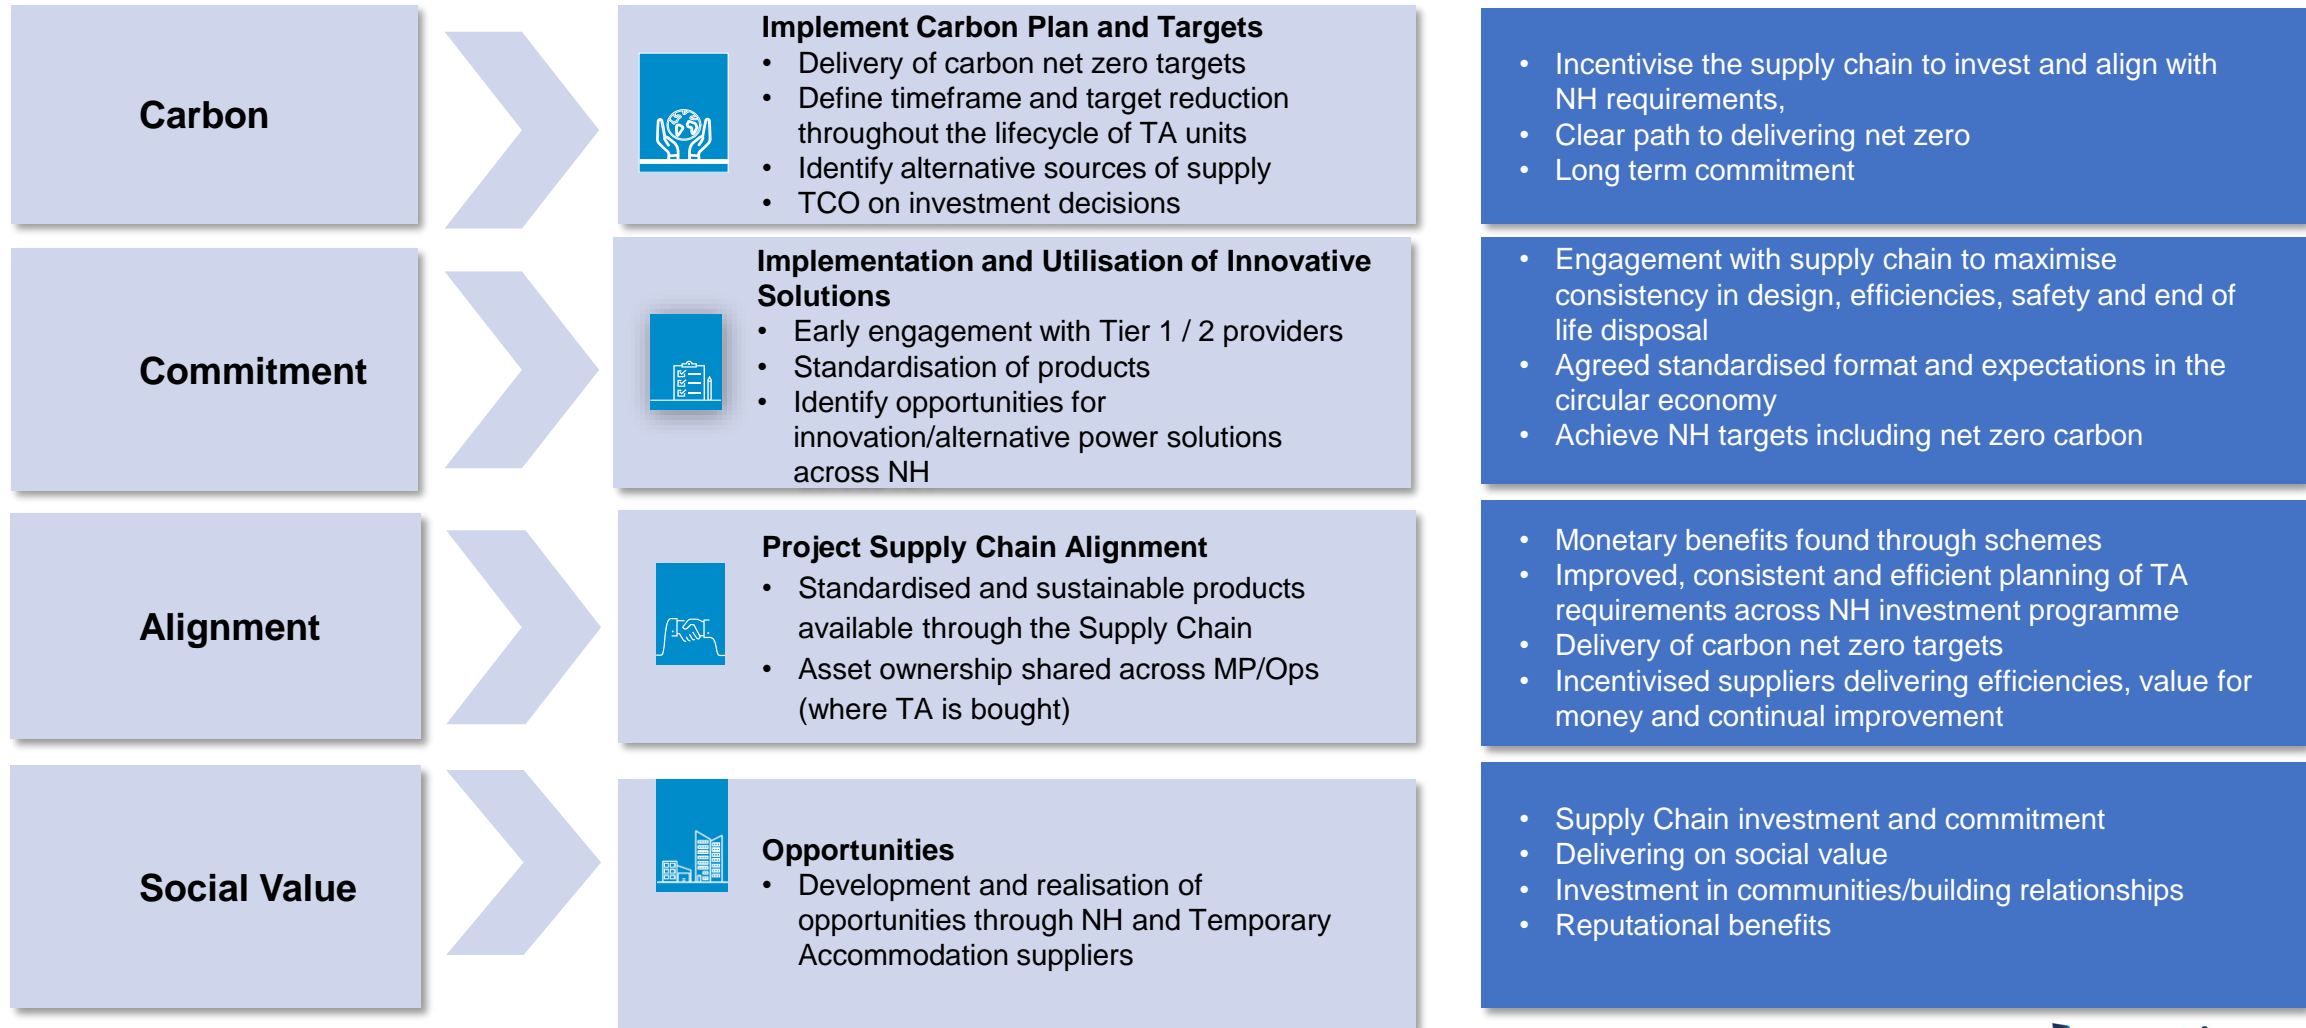 Carbon
Implement Carbon Plan and Targets
• Delivery of carbon net zero targets
• Define timeframe and target reduction
throughout the lifecycle of TA units
• Identify alternative sources of supply
• TCO on investment decisions
• Incentivise the supply chain to invest and align with
NH requirements,
• Clear path to delivering net zero
• Long term commitment
Commitment
Implementation and Utilisation of Innovative
Solutions
• Early engagement with Tier 1 / 2 providers
• Standardisation of products
• Identify opportunities for
innovation/alternative power solutions
across NH
• Engagement with supply chain to maximise
consistency in design, efficiencies, safety and end of
life disposal
• Agreed standardised format and expectations in the
circular economy
• Achieve NH targets including net zero carbon
Alignment
Project Supply Chain Alignment
• Standardised and sustainable products
available through the Supply Chain
• Asset ownership shared across MP/Ops
(where TA is bought)
• Monetary benefits found through schemes
• Improved, consistent and efficient planning of TA
requirements across NH investment programme
• Delivery of carbon net zero targets
• Incentivised suppliers delivering efficiencies, value for
money and continual improvement
Social Value
Opportunities
• Development and realisation of
opportunities through NH and Temporary
Accommodation suppliers
• Supply Chain investment and commitment
• Delivering on social value
• Investment in communities/building relationships
• Reputational benefits